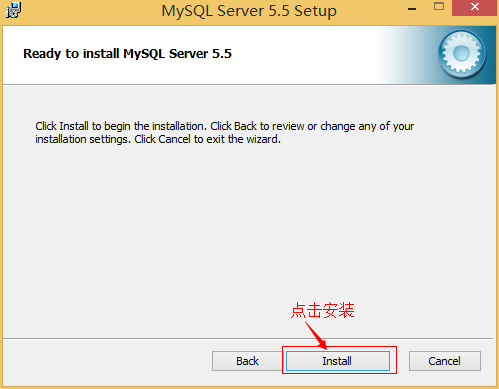 MySQL Server 5.5 Setup
Ready to install MySQL Server 5.5
Click Install to begin the installation. Click Back to review or change any of your
installation settings. Click Cancel to exit the wizard.
点击安装
Back
Install
Cancel